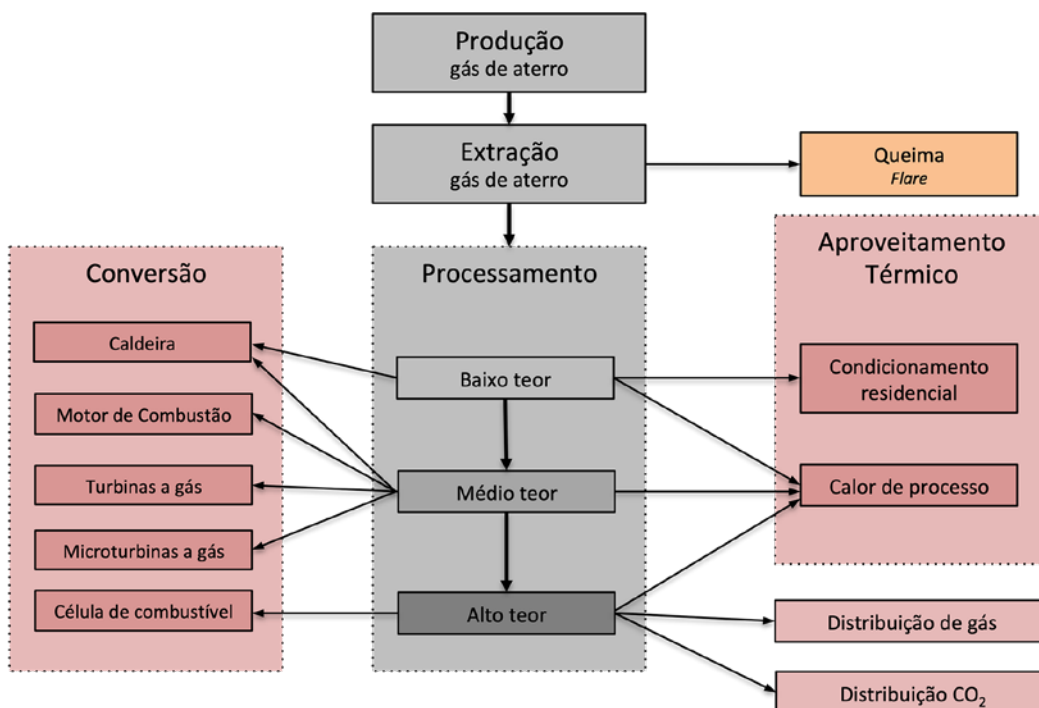 Produção
gás de aterro
Extração
gás de aterro
Queima
Flare
Conversão
Caldeira
Motor de Combustão
Turbinas a gás
Microturbinas a gás
Célula de combustível
Processamento
Baixo teor
Médio teor
Alto teor
Aproveitamento
Térmico
Condicionamento
residencial
Calor de processo
Distribuição de gás
Distribuição CO₂